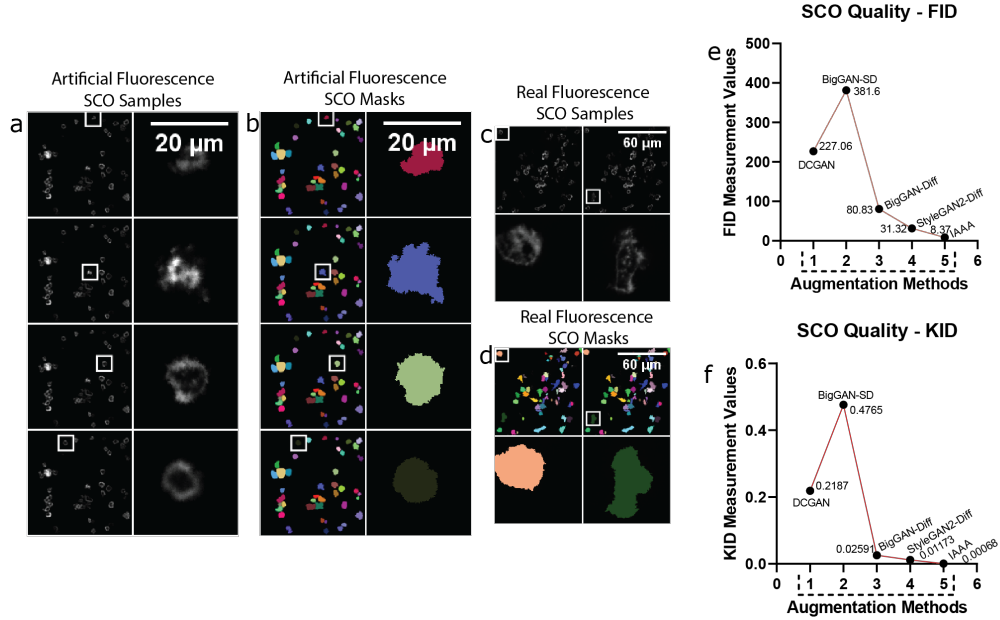 a
Artificial Fluorescence
SCO Samples
20 µm
b
Artificial Fluorescence
SCO Masks
20 µm
c
Real Fluorescence
SCO Samples
60 µm
d
Real Fluorescence
SCO Masks
60 µm
e
SCO Quality - FID
FID Measurement Values
500
400
300
200
100
0
BigGAN-SD
381.6
227.06
DCGAN
80.83
BigGAN-Diff
31.32
StyleGAN2-Diff
8.37
IAAA
0 1 2 3 4 5 6
Augmentation Methods
f
SCO Quality - KID
KID Measurement Values
0.6
0.4
0.2
0.0
BigGAN-SD
0.4765
0.2187
DCGAN
0.02591
BigGAN-Diff
StyleGAN2-Diff
0.01173
IAAA
0.00068
0 1 2 3 4 5 6
Augmentation Methods